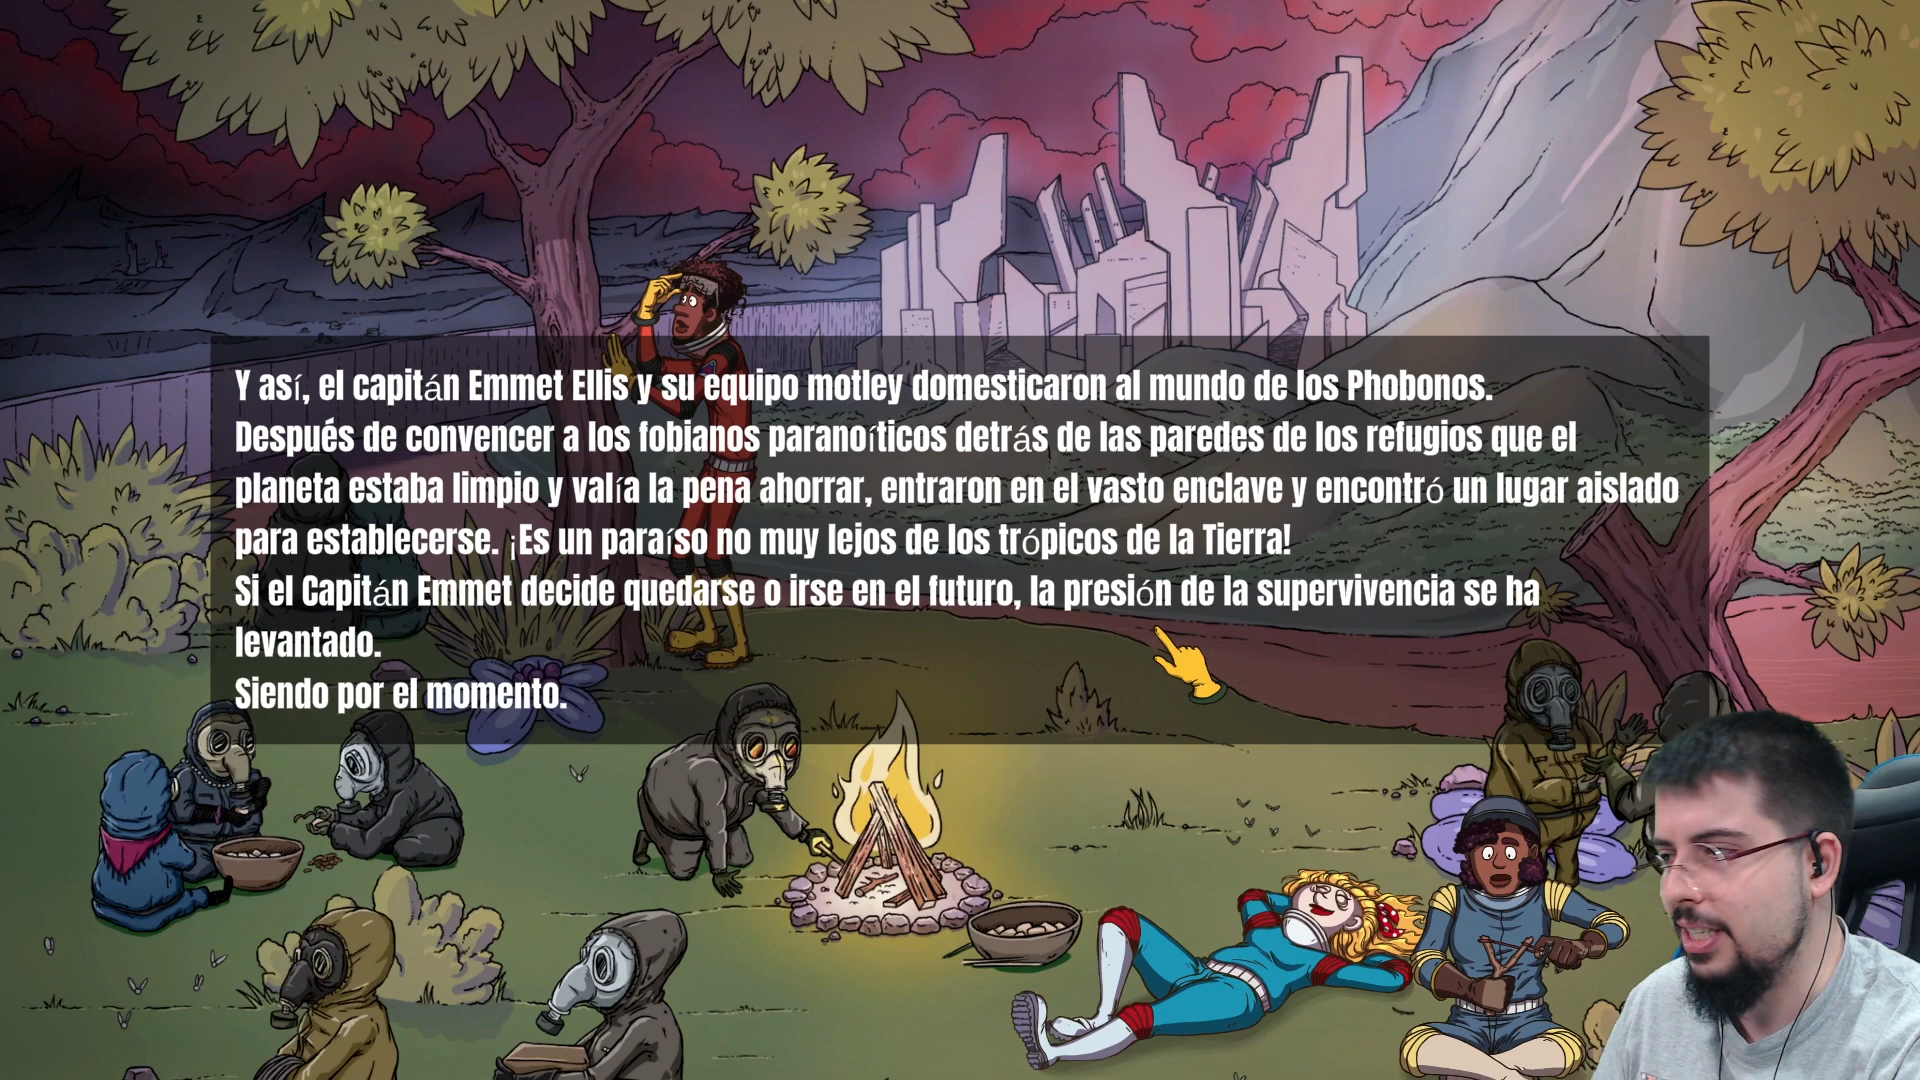 Y así, el capitán Emmet Ellis y su equipo motley domesticaron al mundo de los Phobonos.
Después de convencer a los fobianos paranoíticos detrás de las paredes de los refugios que el
planeta estaba limpio y valía la pena ahorrar, entraron en el vasto enclave y encontró un lugar aislado
para establecerse. ¡Es un paraíso no muy lejos de los trópicos de la Tierra!
Si el Capitán Emmet decide quedarse o irse en el futuro, la presión de la supervivencia se ha
levantado.
Siendo por el momento.